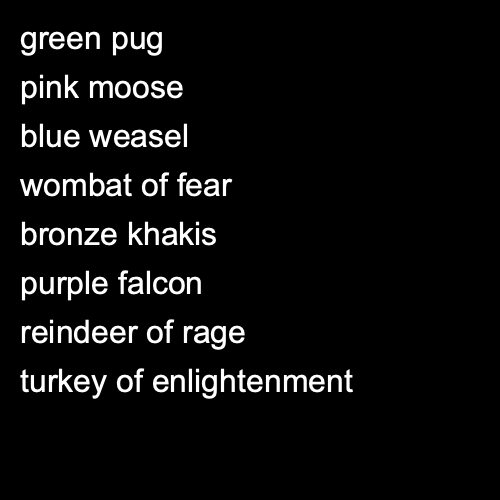 green pug
pink moose
blue weasel
wombat of fear
bronze khakis
purple falcon
reindeer of rage
turkey of enlightenment